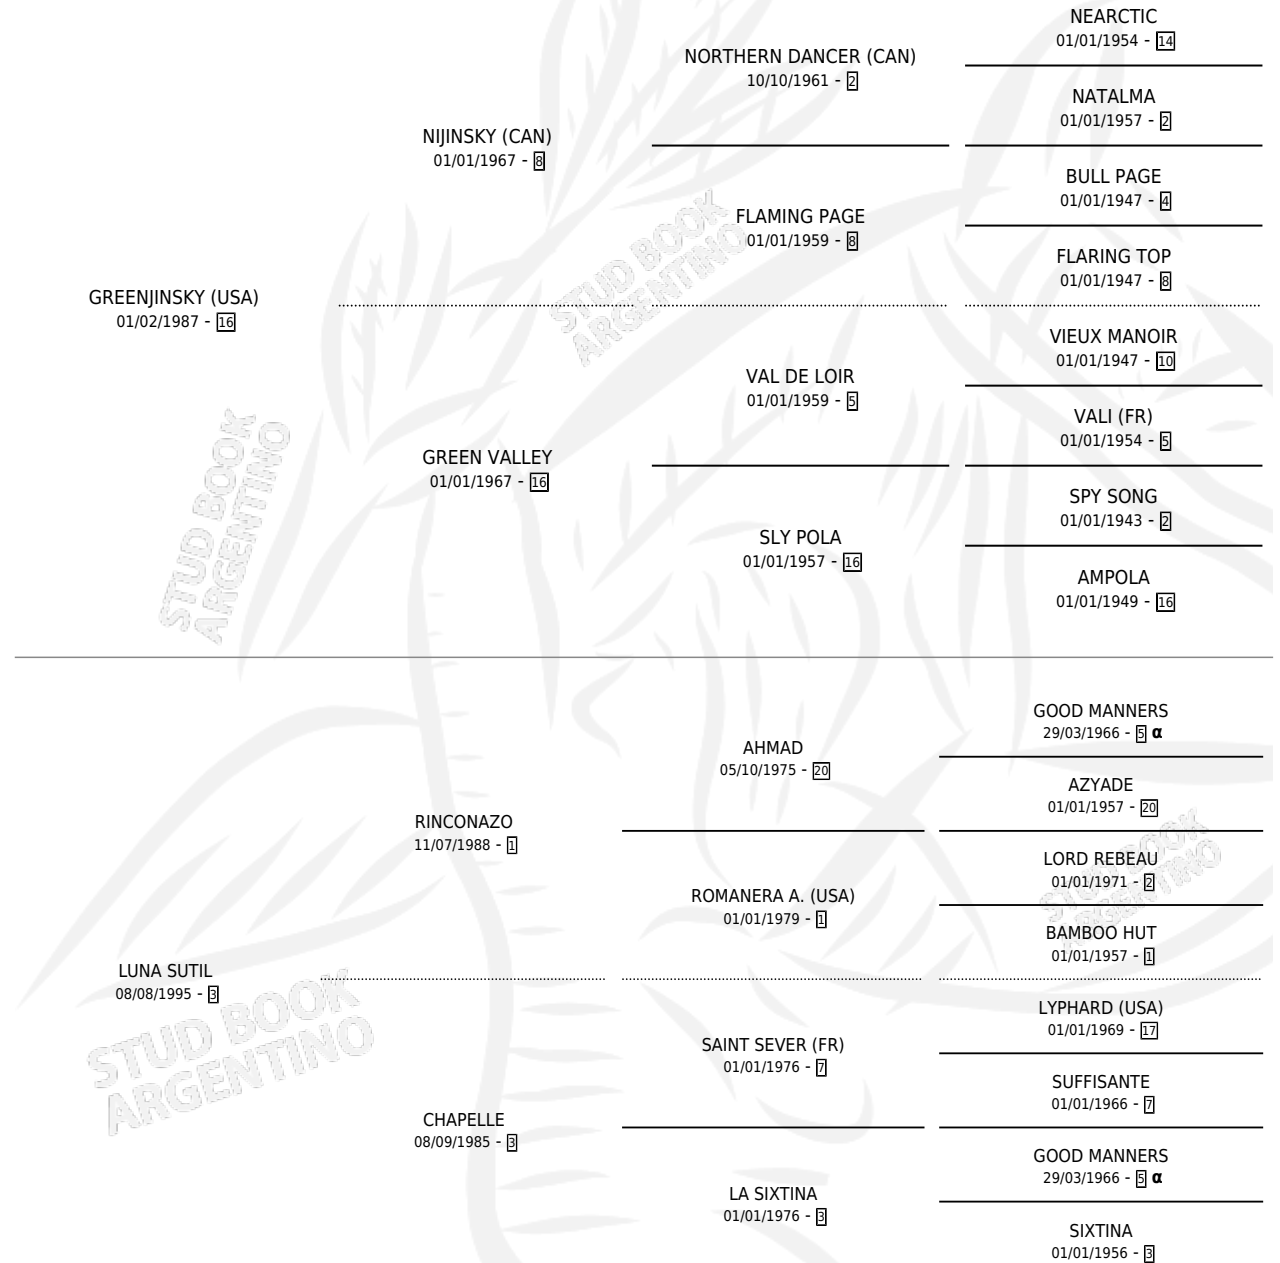 NEARCTIC
01/01/1954 - 14
NORTHERN DANCER (CAN)
10/10/1961 - 2
NATALMA
01/01/1957 - 2
NIJINSKY (CAN)
01/01/1967 - 8
BULL PAGE
01/01/1947 - 4
FLAMING PAGE
01/01/1959 - 8
FLARING TOP
01/01/1947 - 8
GREENJINSKY (USA)
01/02/1987 - 16
VIEUX MANOIR
01/01/1947 - 10
VAL DE LOIR
01/01/1959 - 5
VALI (FR)
01/01/1954 - 5
GREEN VALLEY
01/01/1967 - 16
SPY SONG
01/01/1943 - 2
SLY POLA
01/01/1957 - 16
AMPOLA
01/01/1949 - 16
GOOD MANNERS
29/03/1966 - 5 α
AHMAD
05/10/1975 - 20
AZYADE
01/01/1957 - 20
RINCONAZO
11/07/1988 - 1
LORD REBEAU
01/01/1971 - 2
ROMANERA A. (USA)
01/01/1979 - 1
BAMBOO HUT
01/01/1957 - 1
LUNA SUTIL
08/08/1995 - 3
LYPHARD (USA)
01/01/1969 - 17
SAINT SEVER (FR)
01/01/1976 - 7
SUFFISANTE
01/01/1966 - 7
CHAPELLE
08/09/1985 - 3
GOOD MANNERS
29/03/1966 - 5 α
LA SIXTINA
01/01/1976 - 3
SIXTINA
01/01/1956 - 3
STUD BOOK
ARGENTINO
STUD BOOK
ARGENTINO
STUD BOOK
ARGENTINO
STUD BOOK
ARGENTINO